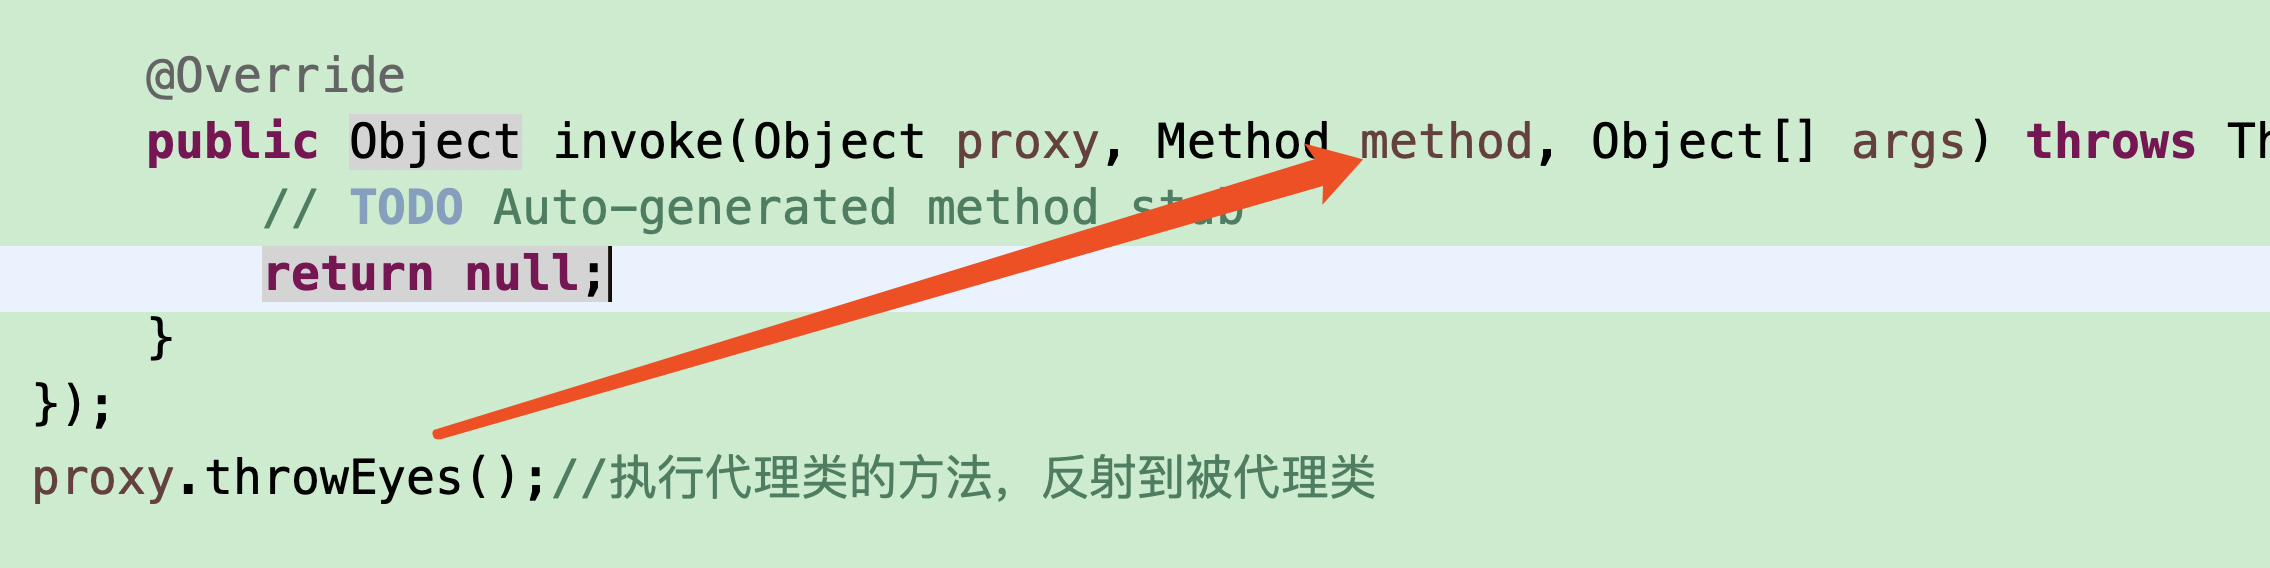 @Override
public Object invoke(Object proxy, Method method, Object[] args) throws
// TODO Auto-generated method stub
return null;
}
});
proxy.throwEyes();//执行代理类的方法，反射到被代理类